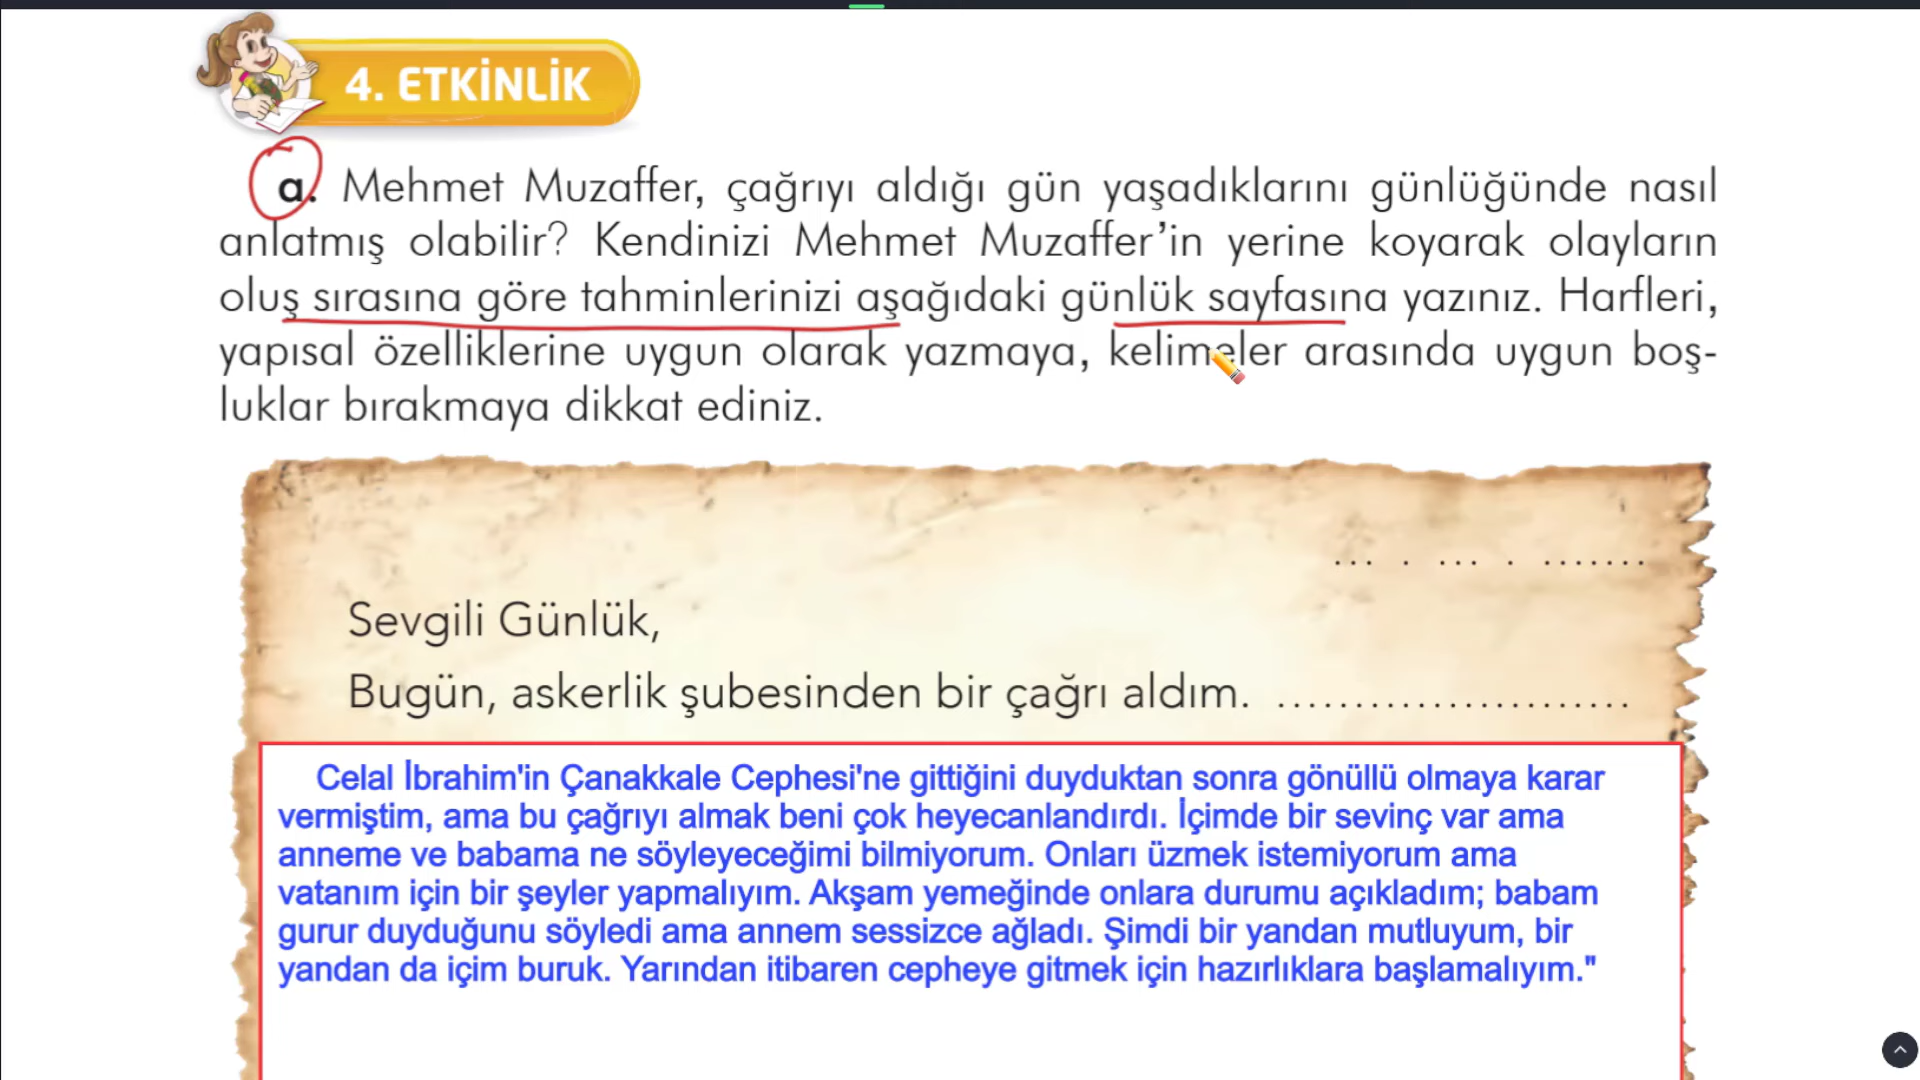 4. ETKİNLİK
a. Mehmet Muzaffer, çağrıyı aldığı gün yaşadıklarını günlüğünde nasıl
anlatmış olabilir? Kendinizi Mehmet Muzaffer’in yerine koyarak olayların
oluş sırasına göre tahminlerinizi aşağıdaki günlük sayfasına yazınız. Harfleri,
yapısal özelliklerine uygun olarak yazmaya, kelimeler arasında uygun boş-
luklar bırakmaya dikkat ediniz.
... . ... . .......
Sevgili Günlük,
Bugün, askerlik şubesinden bir çağrı aldım. .......................
Celal İbrahim'in Çanakkale Cephesi'ne gittiğini duyduktan sonra gönüllü olmaya karar
vermiştim, ama bu çağrıyı almak beni çok heyecanlandırdı. İçimde bir sevinç var ama
anneme ve babama ne söyleyeceğimi bilmiyorum. Onları üzmek istemiyorum ama
vatanım için bir şeyler yapmalıyım. Akşam yemeğinde onlara durumu açıkladım; babam
gurur duyduğunu söyledi ama annem sessizce ağladı. Şimdi bir yandan mutluyum, bir
yandan da içim buruk. Yarından itibaren cepheye gitmek için hazırlıklara başlamalıyım."